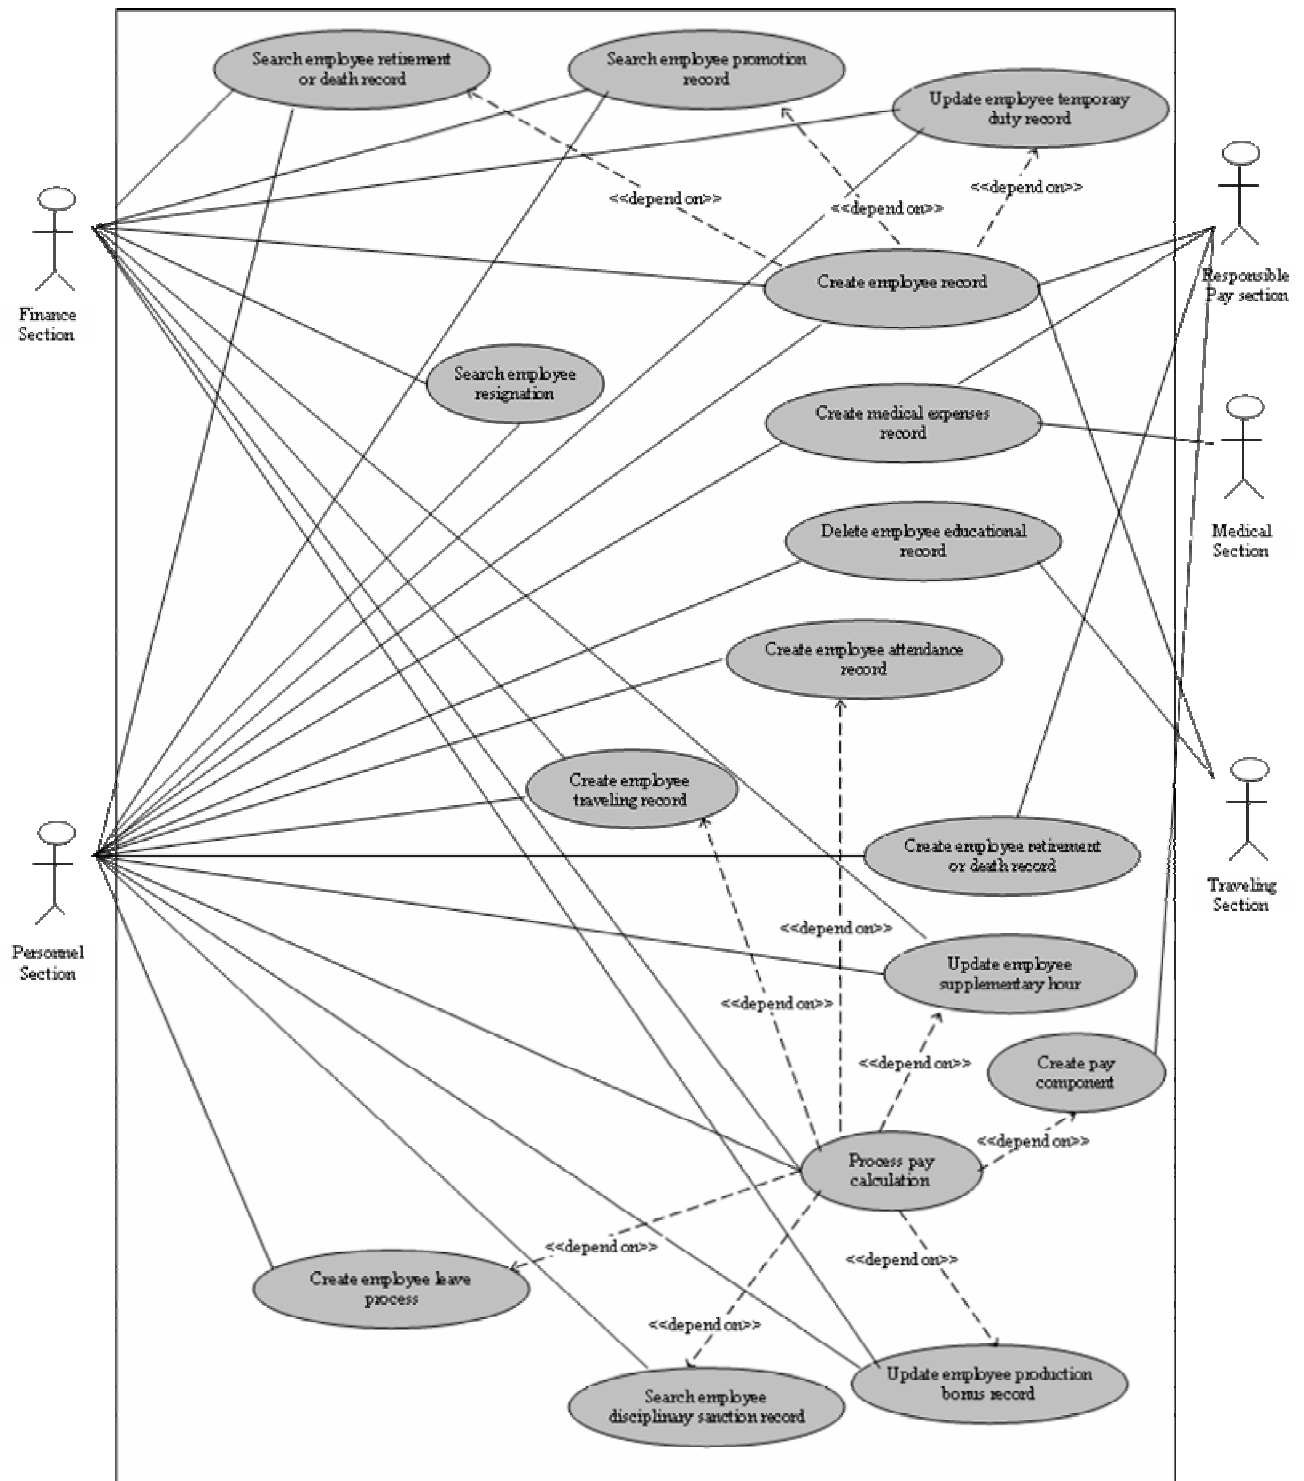 Search employee retirement
or death record
Search employee promotion
record
Update employee temporary
duty record
<<depend on>>
<<depend on>>
<<depend on>>
Create employee record
Responsible
Pay section
Finance
Section
Search employee
resignation
Create medical expenses
record
Medical
Section
Delete employee educational
record
Create employee attendance
record
Create employee
traveling record
Create employee retirement
or death record
Traveling
Section
Personnel
Section
<<depend on>>
Update employee
supplementary hour
<<depend on>>
<<depend on>>
Create pay
component
<<depend on>>
Process pay
calculation
<<depend on>>
<<depend on>>
Create employee leave
process
<<depend on>>
Update employee production
bonus record
Search employee
disciplinary sanction record